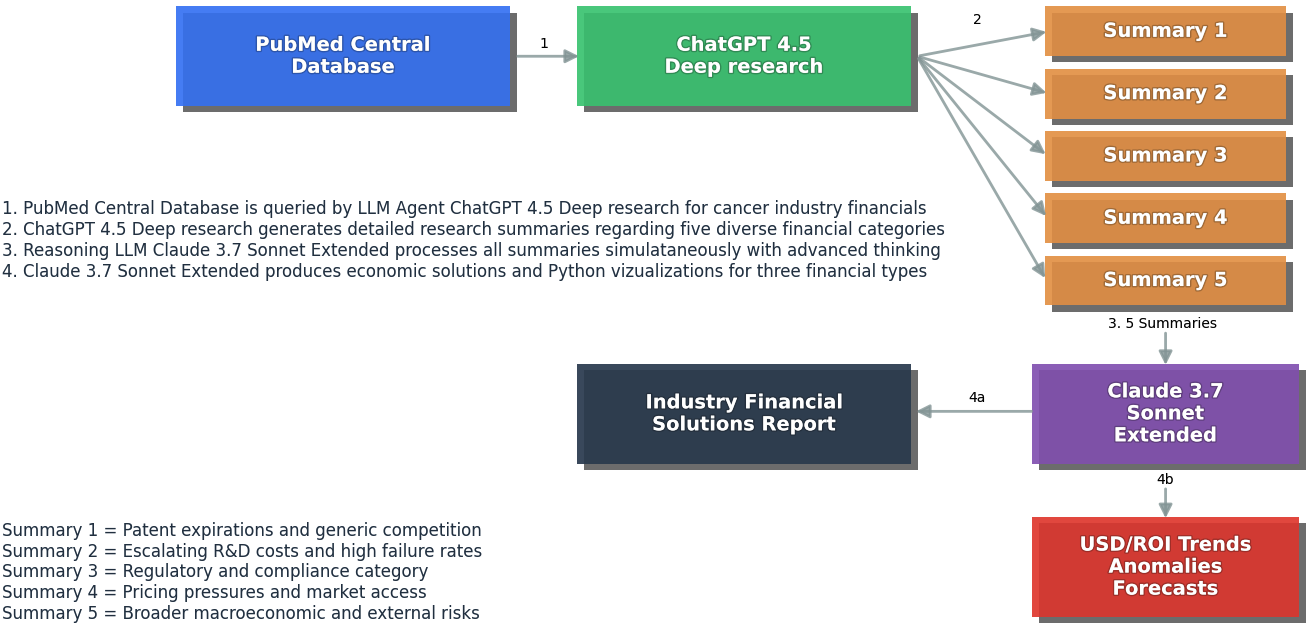 PubMed Central
Database
1
ChatGPT 4.5
Deep research
2
Summary 1
Summary 2
Summary 3
Summary 4
Summary 5
1. PubMed Central Database is queried by LLM Agent ChatGPT 4.5 Deep research for cancer industry financials
2. ChatGPT 4.5 Deep research generates detailed research summaries regarding five diverse financial categories
3. Reasoning LLM Claude 3.7 Sonnet Extended processes all summaries simulataneously with advanced thinking
4. Claude 3.7 Sonnet Extended produces economic solutions and Python vizualizations for three financial types
3. 5 Summaries
Claude 3.7
Sonnet
Extended
4a
Industry Financial
Solutions Report
4b
USD/ROI Trends
Anomalies
Forecasts
Summary 1 = Patent expirations and generic competition
Summary 2 = Escalating R&D costs and high failure rates
Summary 3 = Regulatory and compliance category
Summary 4 = Pricing pressures and market access
Summary 5 = Broader macroeconomic and external risks